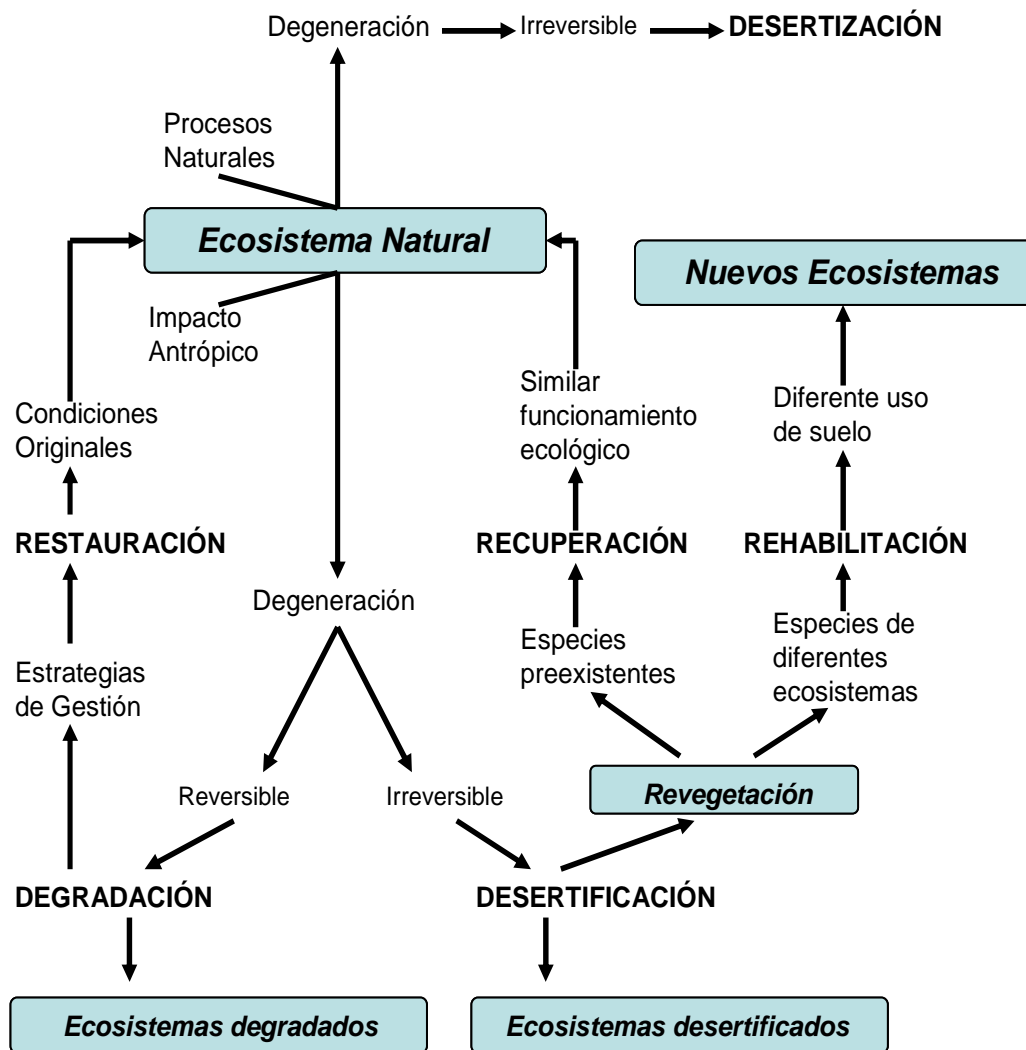 Degeneración
Irreversible
DESERTIZACIÓN
Procesos
Naturales
Ecosistema Natural
Nuevos Ecosistemas
Impacto
Antrópico
Condiciones
Originales
Similar
funcionamiento
ecológico
Diferente uso
de suelo
RESTAURACIÓN
RECUPERACIÓN
REHABILITACIÓN
Degeneración
Especies
preexistentes
Especies de
diferentes
ecosistemas
Estrategias
de Gestión
Reversible
Irreversible
Revegetación
DEGRADACIÓN
DESERTIFICACIÓN
Ecosistemas degradados
Ecosistemas desertificados